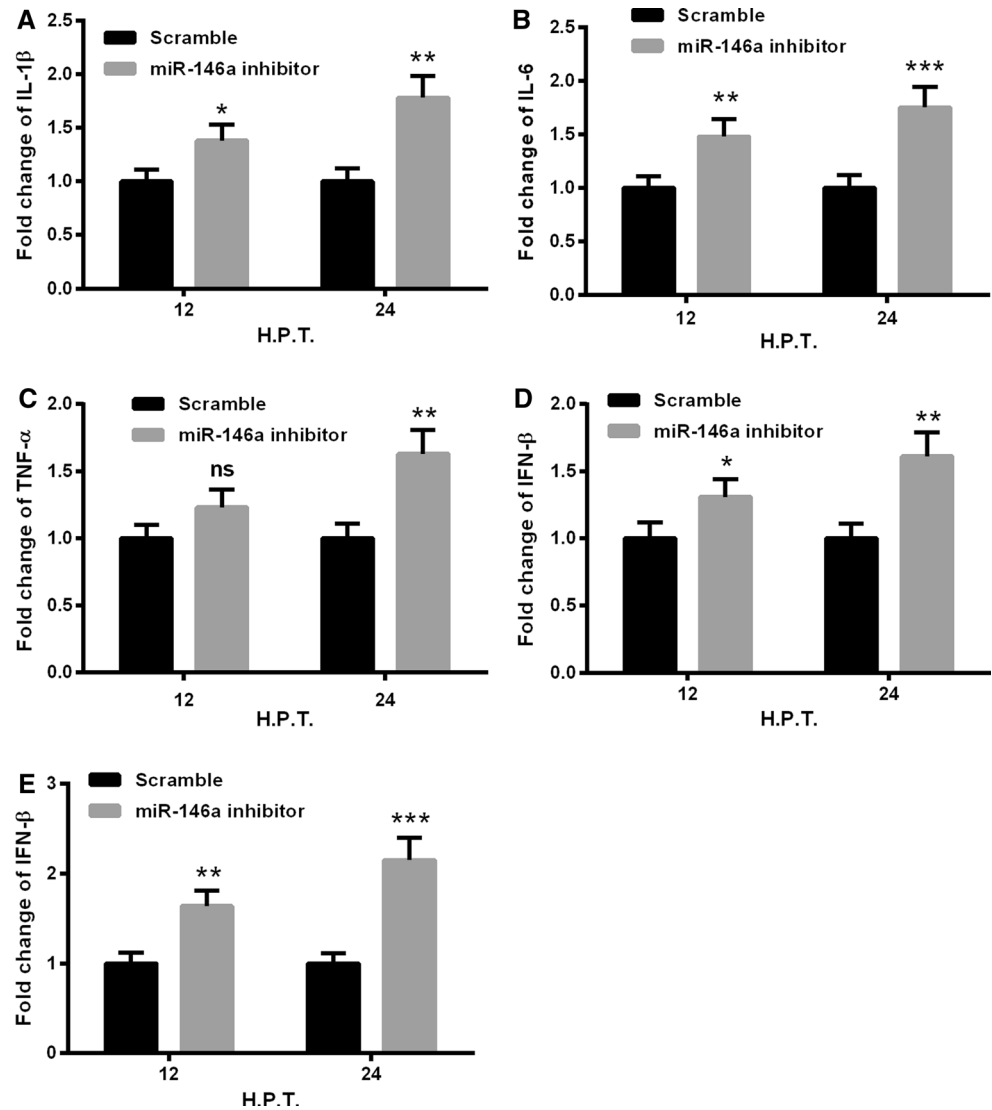 A
Fold change of IL-1β
2.5
2.0
1.5
1.0
0.5
0.0
Scramble
miR-146a inhibitor
*
**
12
24
H.P.T.
B
Fold change of IL-6
2.5
2.0
1.5
1.0
0.5
0.0
Scramble
miR-146a inhibitor
**
***
12
24
H.P.T.
C
Fold change of TNF-α
2.0
1.5
1.0
0.5
0.0
Scramble
miR-146a inhibitor
ns
**
12
24
H.P.T.
D
Fold change of IFN-β
2.0
1.5
1.0
0.5
0.0
Scramble
miR-146a inhibitor
*
**
12
24
H.P.T.
E
Fold change of IFN-β
3
2
1
0
Scramble
miR-146a inhibitor
**
***
12
24
H.P.T.